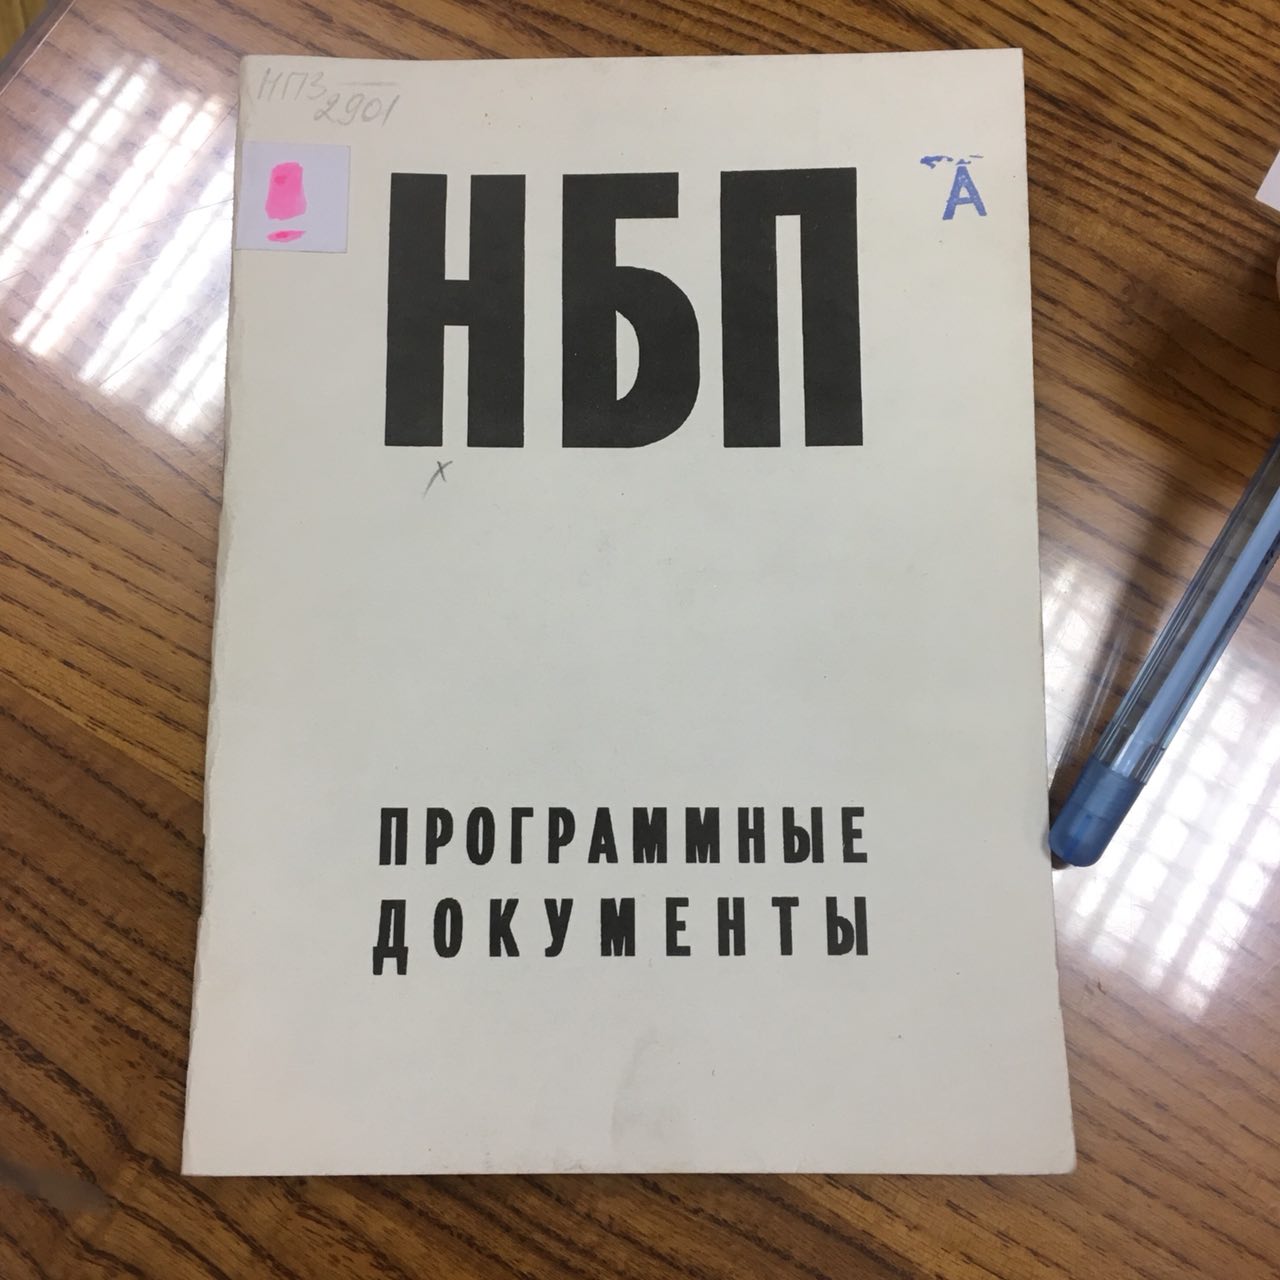 НПЗ
2901
НБП
А
х
ПРОГРАММНЫЕ
ДОКУМЕНТЫ